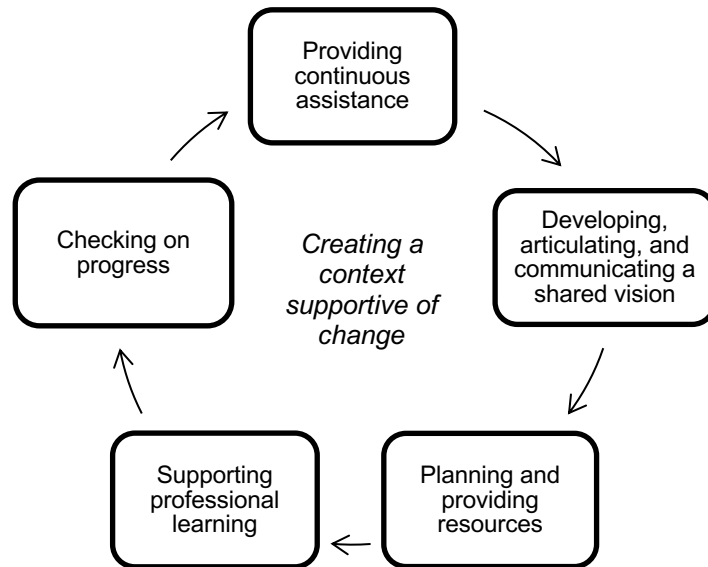 Providing
continuous
assistance
Developing,
articulating, and
communicating a
shared vision
Planning and
providing
resources
Supporting
professional
learning
Checking on
progress
Creating a
context
supportive of
change